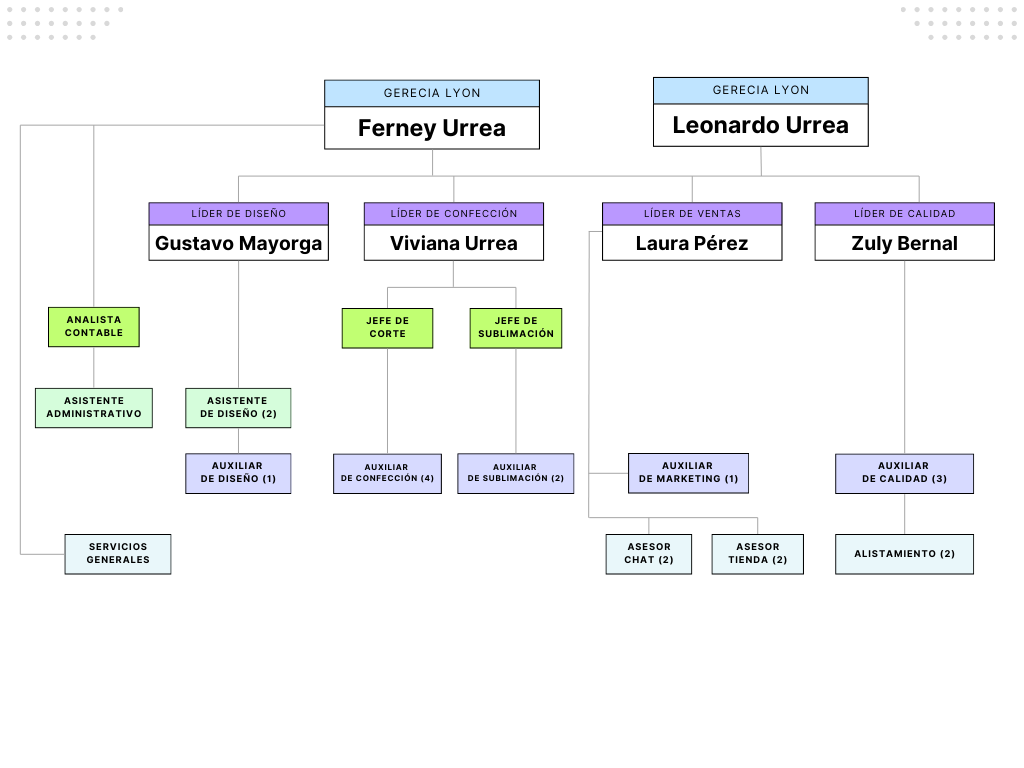 GERECIA LYON
Ferney Urrea
GERECIA LYON
Leonardo Urrea
LÍDER DE DISEÑO
Gustavo Mayorga
LÍDER DE CONFECCIÓN
Viviana Urrea
LÍDER DE VENTAS
Laura Pérez
LÍDER DE CALIDAD
Zuly Bernal
ANALISTA
CONTABLE
JEFE DE
CORTE
JEFE DE
SUBLIMACIÓN
ASISTENTE
ADMINISTRATIVO
ASISTENTE
DE DISEÑO (2)
AUXILIAR
DE DISEÑO (1)
AUXILIAR
DE CONFECCIÓN (4)
AUXILIAR
DE SUBLIMACIÓN (2)
AUXILIAR
DE MARKETING (1)
AUXILIAR
DE CALIDAD (3)
SERVICIOS
GENERALES
ASESOR
CHAT (2)
ASESOR
TIENDA (2)
ALISTAMIENTO (2)